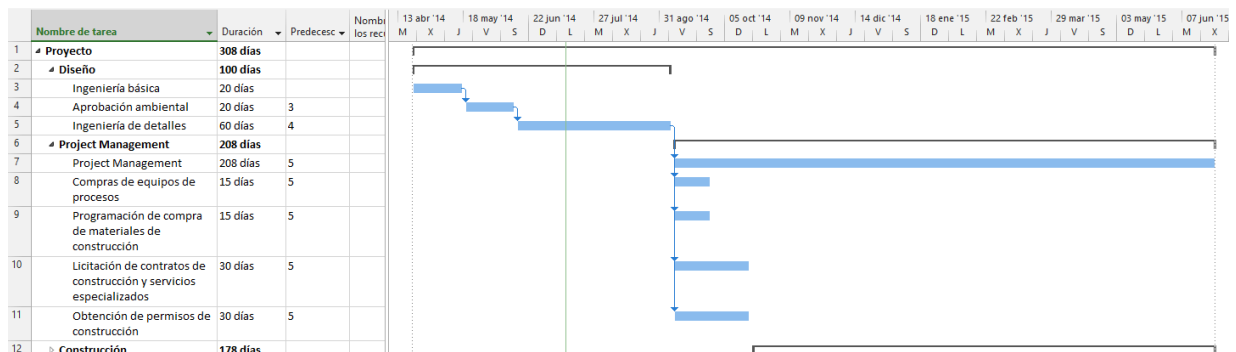 Nombre de tarea Duración Predecesc Nombr los recu
13 abr '14 18 may '14 22 jun '14 27 jul '14 31 ago '14 05 oct '14 09 nov '14 14 dic '14 18 ene '15 22 feb '15 29 mar '15 03 may '15 07 jun '15
M X J V S D L M X J V S D L M X J V S D L M X J V S D L M X
1 Proyecto 308 días
2 Diseño 100 días
3 Ingeniería básica 20 días
4 Aprobación ambiental 20 días 3
5 Ingeniería de detalles 60 días 4
6 Project Management 208 días
7 Project Management 208 días 5
8 Compras de equipos de 15 días 5
procesos
9 Programación de compra 15 días 5
de materiales de
construcción
10 Licitación de contratos de 30 días 5
construcción y servicios
especializados
11 Obtención de permisos de 30 días 5
construcción
12 Construcción 178 días